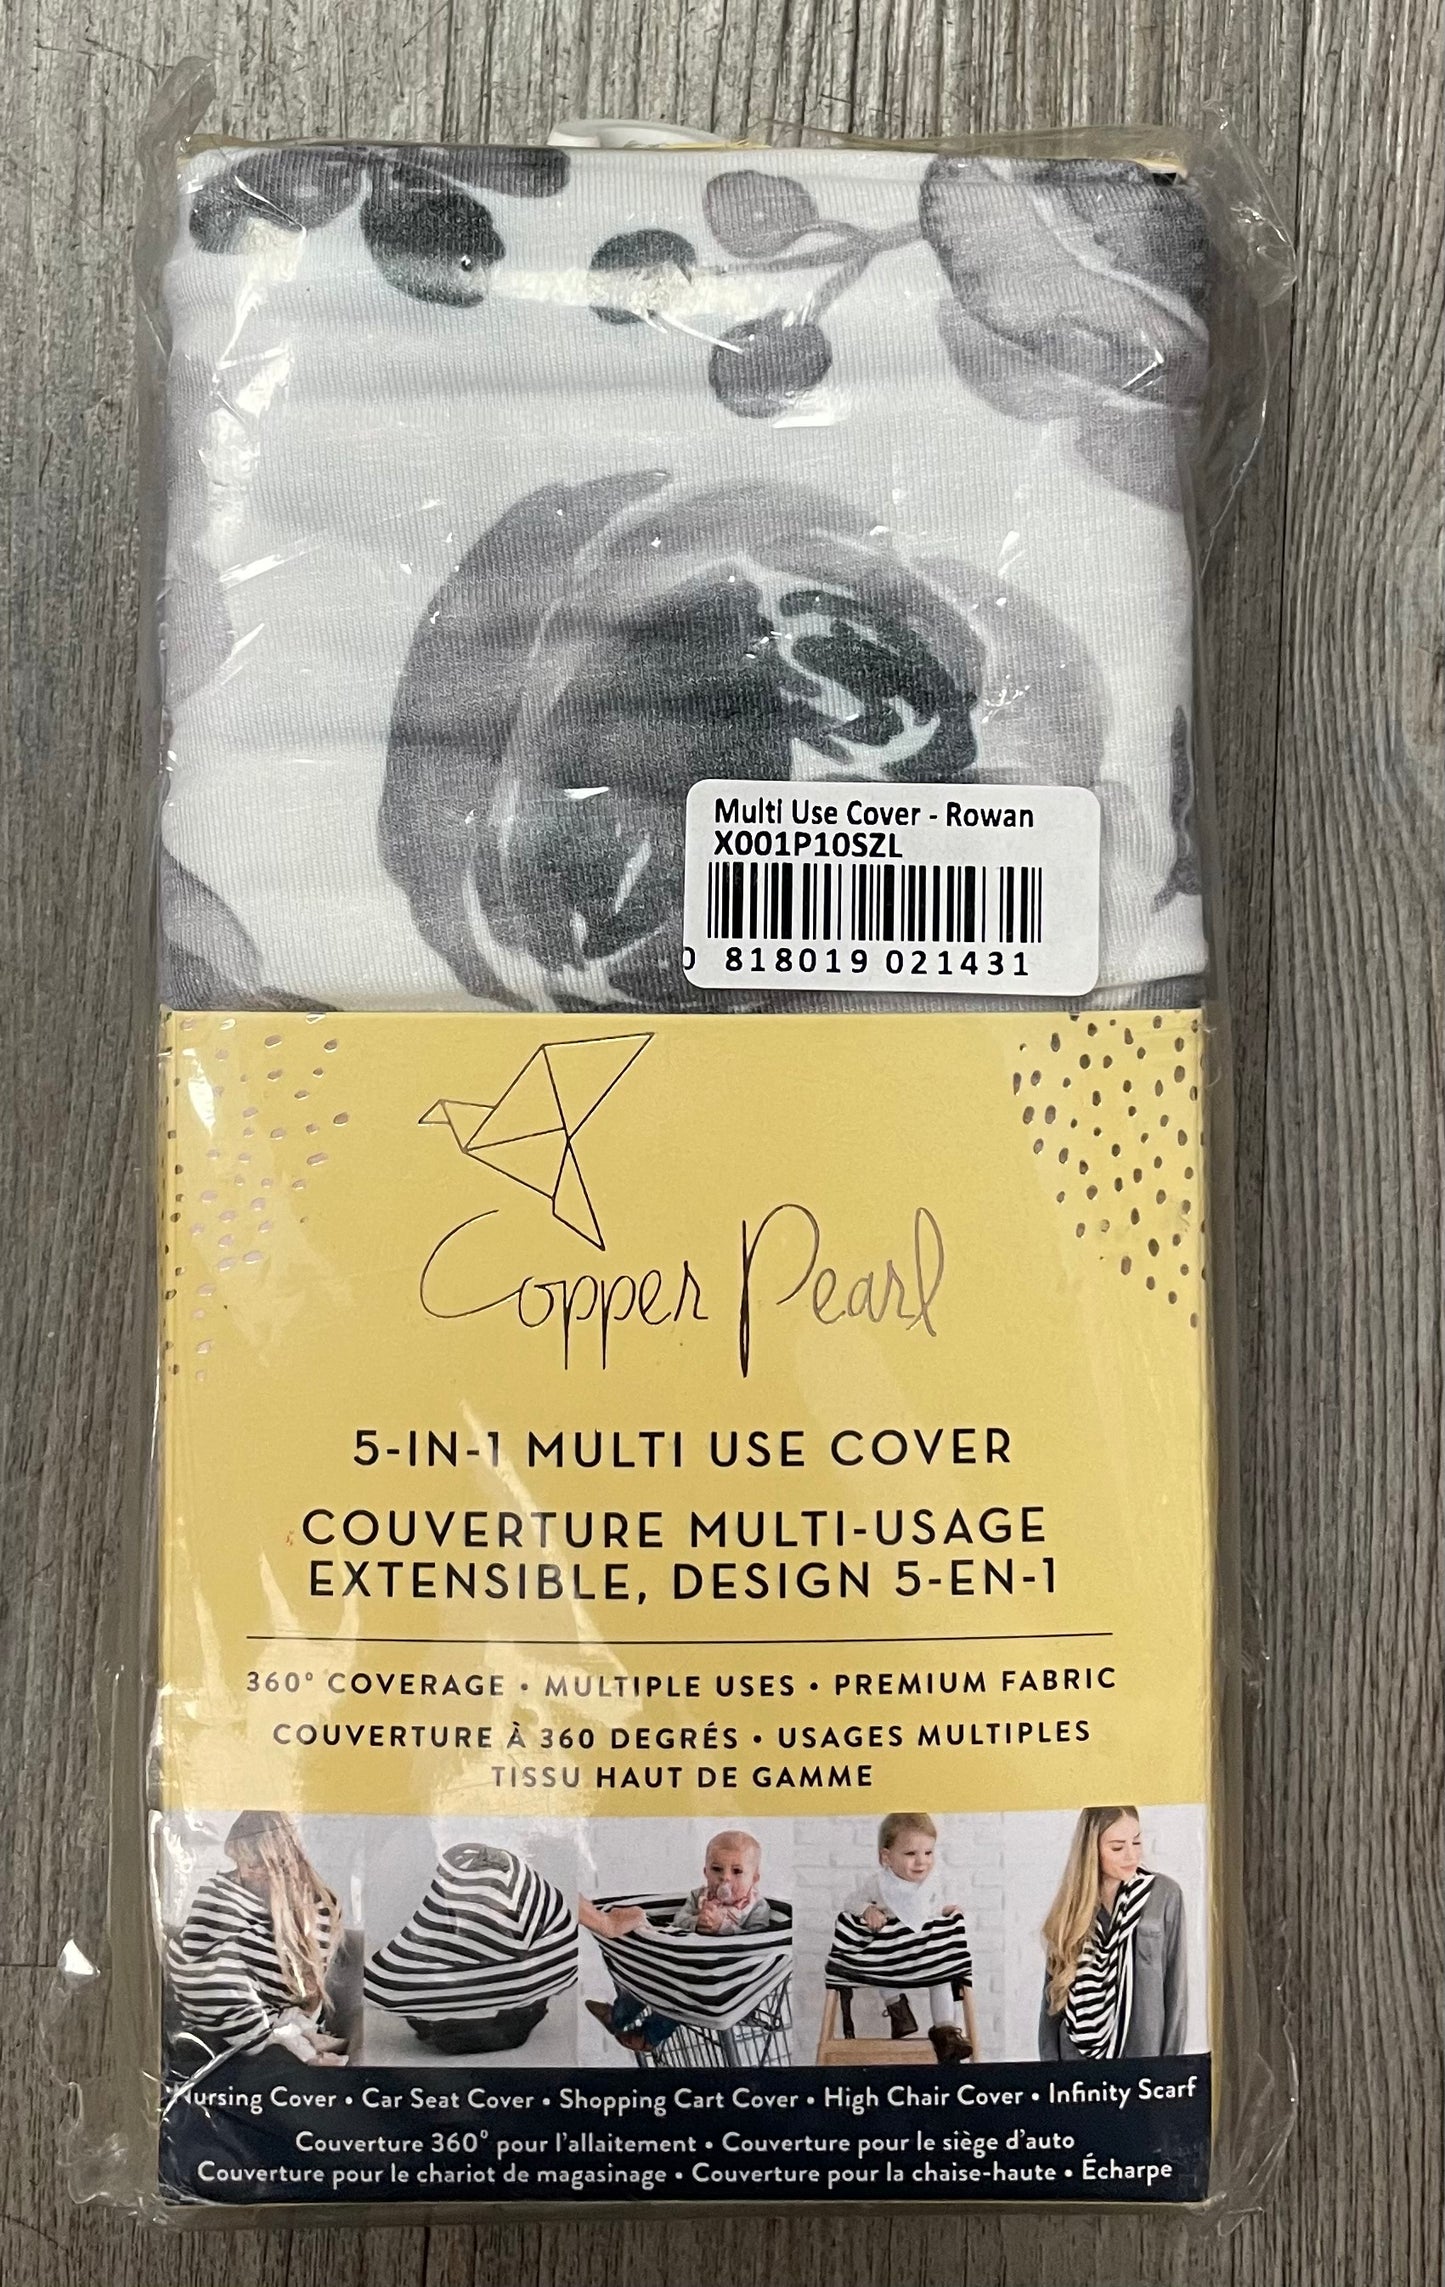 Multi Use Cover - Rowan
X001P10SZL
0 818019 021431
Copper Pearl
5-IN-1 MULTI USE COVER
COUVERTURE MULTI-USAGE
EXTENSIBLE, DESIGN 5-EN-1
360° COVERAGE • MULTIPLE USES • PREMIUM FABRIC
COUVERTURE À 360 DEGRÉS • USAGES MULTIPLES
TISSU HAUT DE GAMME
Nursing Cover • Car Seat Cover • Shopping Cart Cover • High Chair Cover • Infinity Scarf
Couverture 360° pour l'allaitement • Couverture pour le siège d'auto
Couverture pour le chariot de magasinage • Couverture pour la chaise-haute • Écharpe